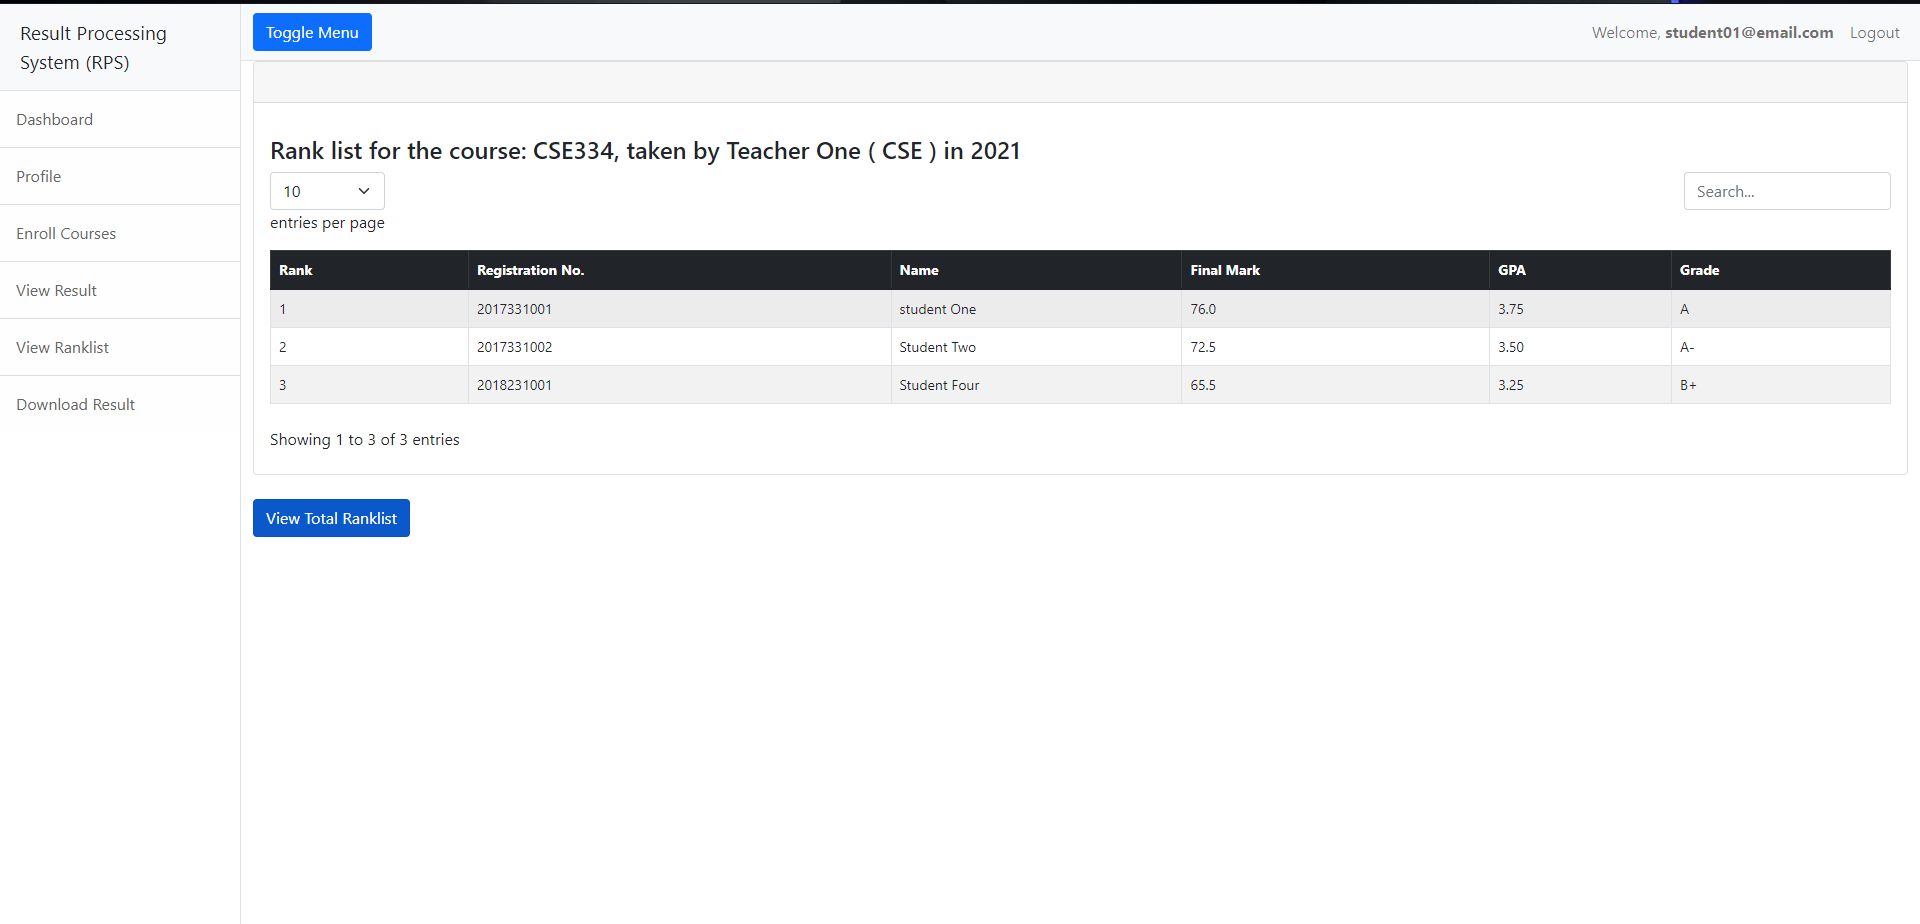 Result Processing
System (RPS)
Toggle Menu
Welcome, student01@email.com Logout
Dashboard
Profile
Enroll Courses
View Result
View Ranklist
Download Result
Rank list for the course: CSE334, taken by Teacher One ( CSE ) in 2021
10
entries per page
Search...
Rank Registration No. Name Final Mark GPA Grade
1 2017331001 student One 76.0 3.75 A
2 2017331002 Student Two 72.5 3.50 A-
3 2018231001 Student Four 65.5 3.25 B+
Showing 1 to 3 of 3 entries
View Total Ranklist